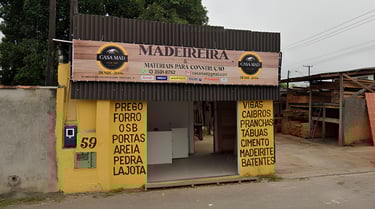 MADEIREIRA
&
MATERIAIS PARA CONSTRUÇÃO
CASA MAD
CASA MAD
PREGO
FORRO
OSB
PORTAS
AREIA
PEDRA
LAJOTA
59
VIGAS
CAIBROS
PRANCHAS
TÁBUAS
CIMENTO
MADEIRITE
BATENTES